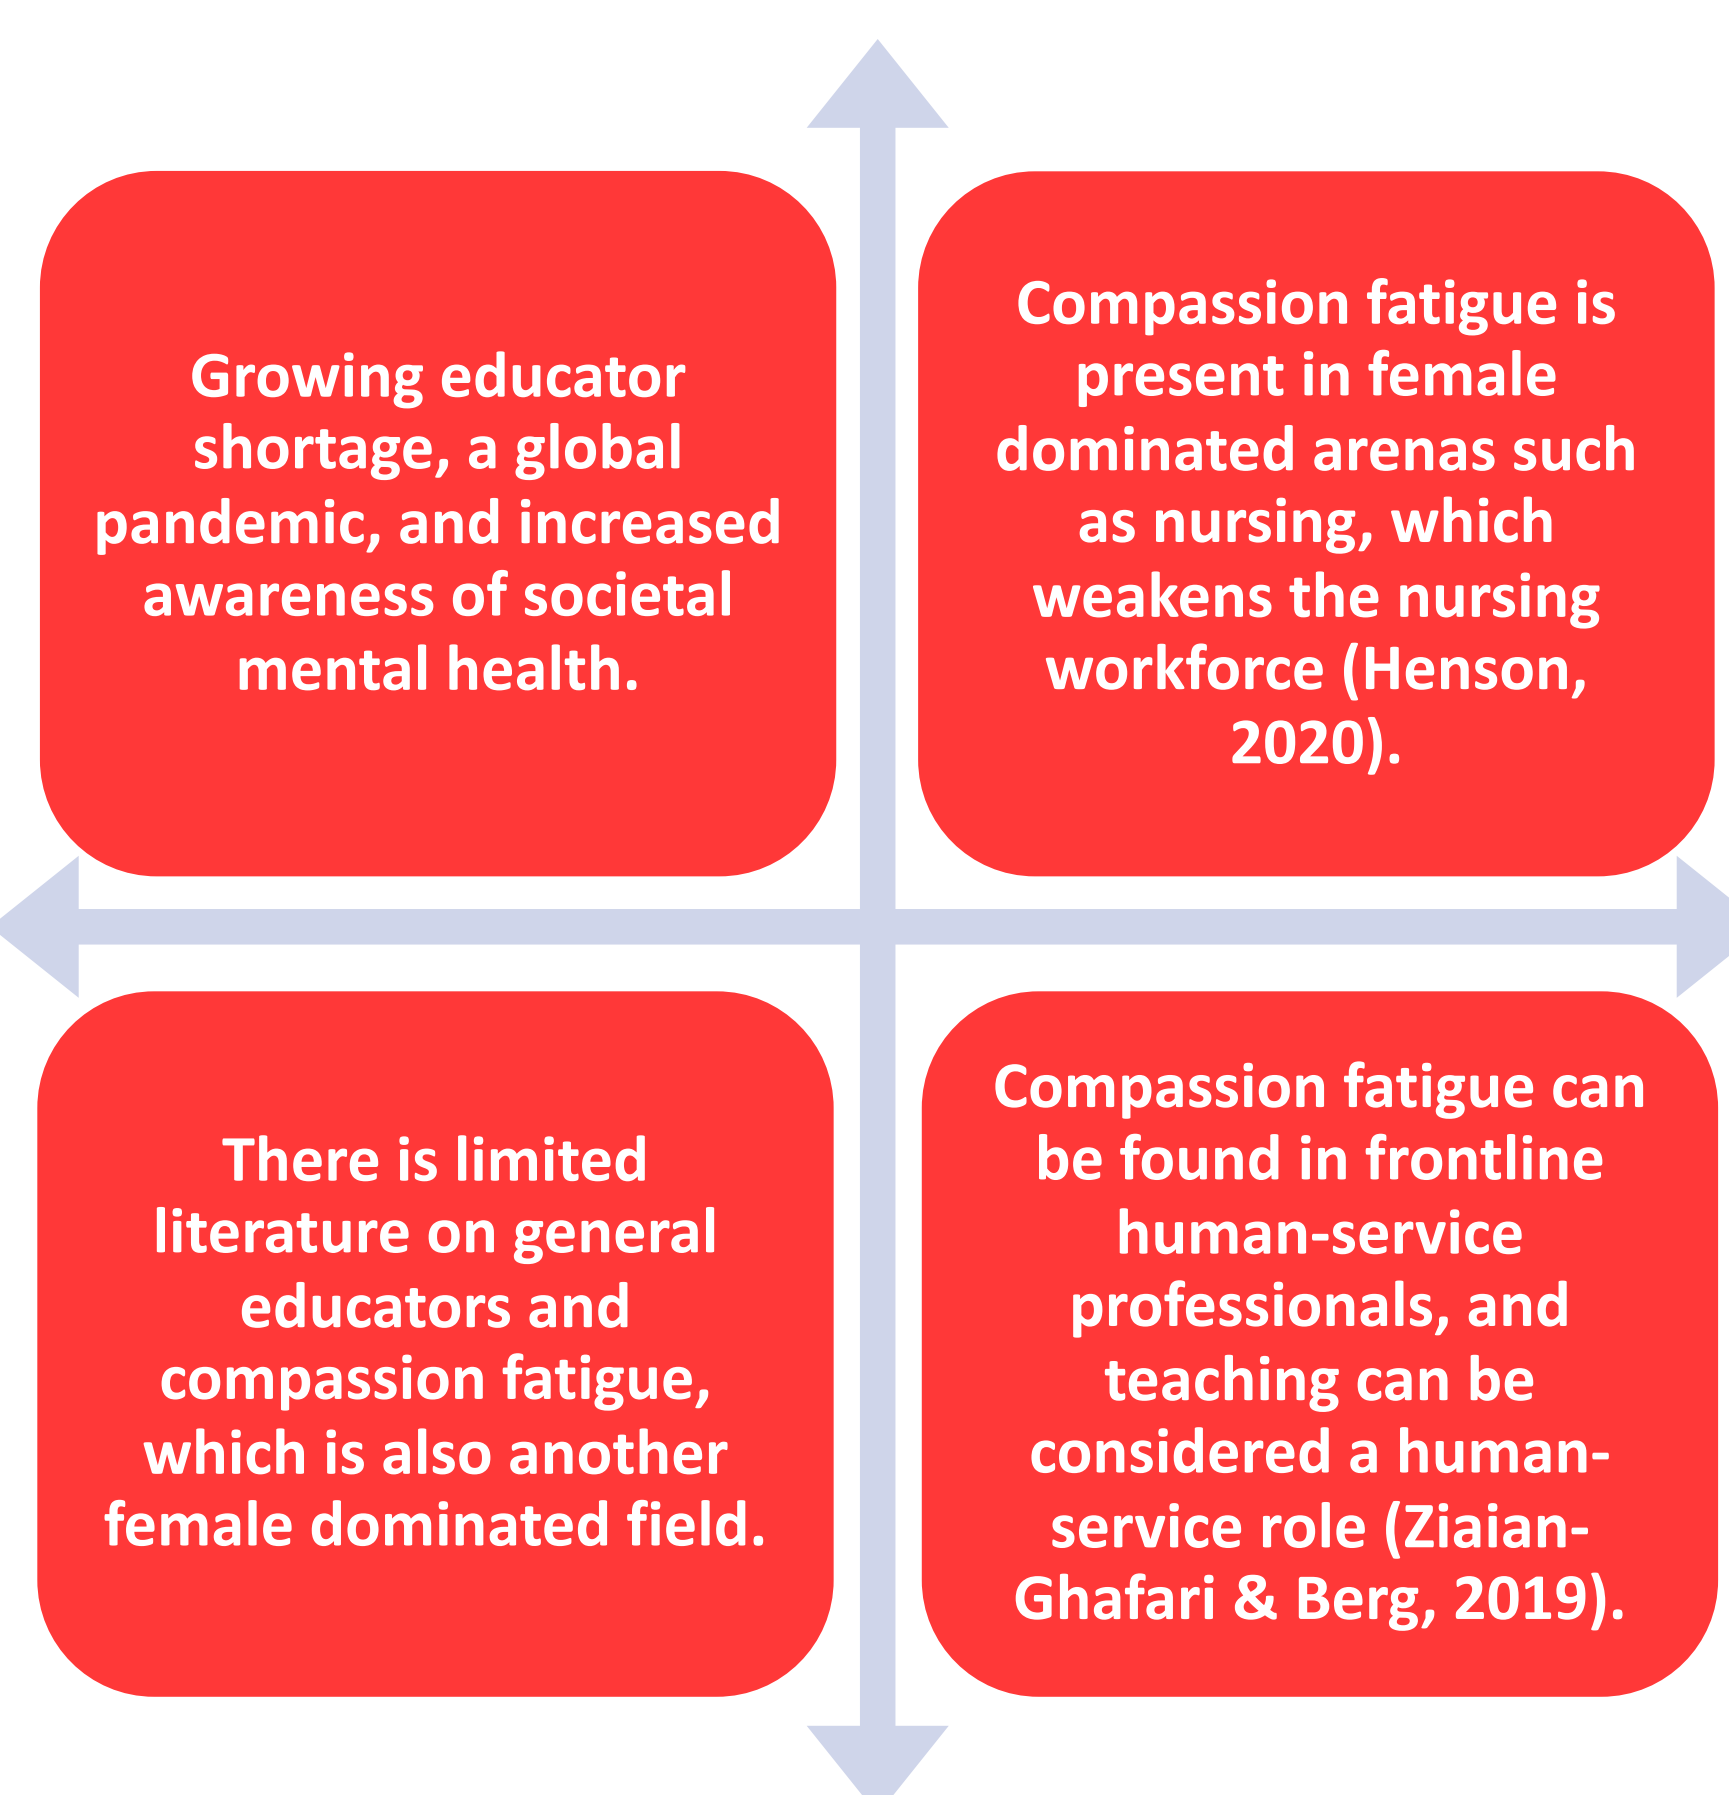 Growing educator
shortage, a global
pandemic, and increased
awareness of societal
mental health.
Compassion fatigue is
present in female
dominated arenas such
as nursing, which
weakens the nursing
workforce (Henson,
2020).
There is limited
literature on general
educators and
compassion fatigue,
which is also another
female dominated field.
Compassion fatigue can
be found in frontline
human-service
professionals, and
teaching can be
considered a human-
service role (Ziaian-
Ghafari & Berg, 2019).